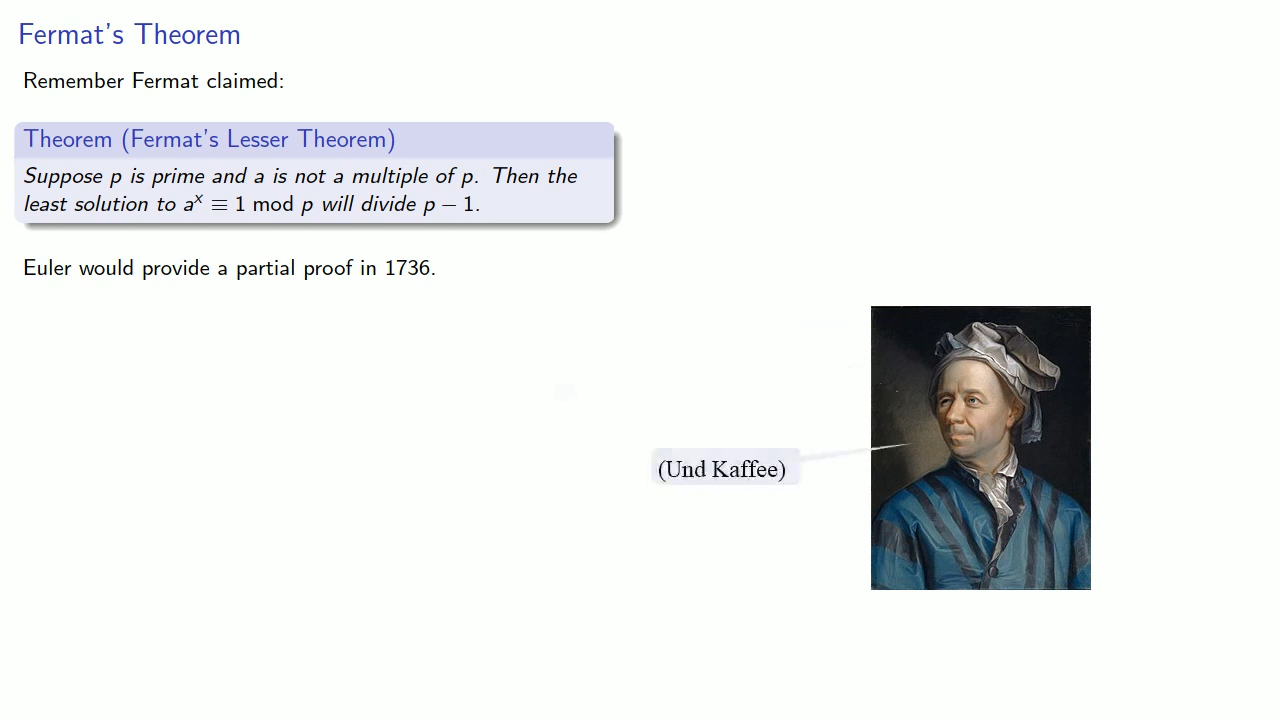 Fermat's Theorem
Remember Fermat claimed:
Theorem (Fermat's Lesser Theorem)
Suppose p is prime and a is not a multiple of p. Then the
least solution to aˣ ≡ 1 mod p will divide p − 1.
Euler would provide a partial proof in 1736.
(Und Kaffee)